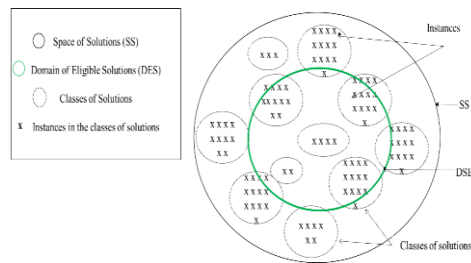 Space of Solutions (SS)
Domain of Eligible Solutions (DES)
Classes of Solutions
x Instances in the classes of solutions
Instances
SS
DSE
Classes of solutions
x x x x
x x x x
x x x x
x
x x x
x x x x
x x x x x
x x
x x x x
x x x x
x x x x
x
x x x x
x x x x
x x
x x x x
x x x x
x x x x
x x x x
x
x x
x x x x
x x x x
x x x x
x
x x x x
x x x x
x x x x
x
x x x x
x x